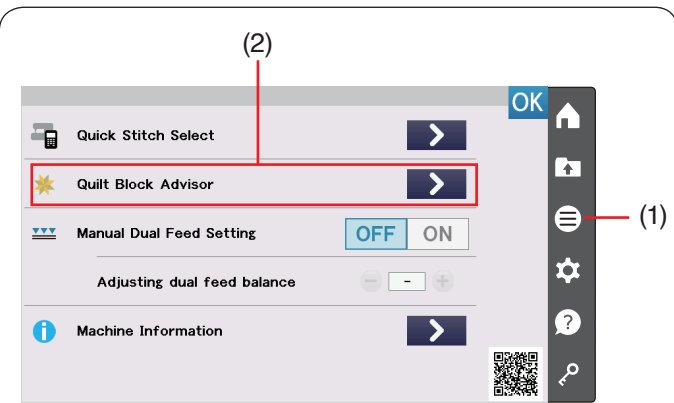 (2)
OK
Quick Stitch Select
Quilt Block Advisor
(1)
Manual Dual Feed Setting OFF ON
Adjusting dual feed balance - 
Machine Information